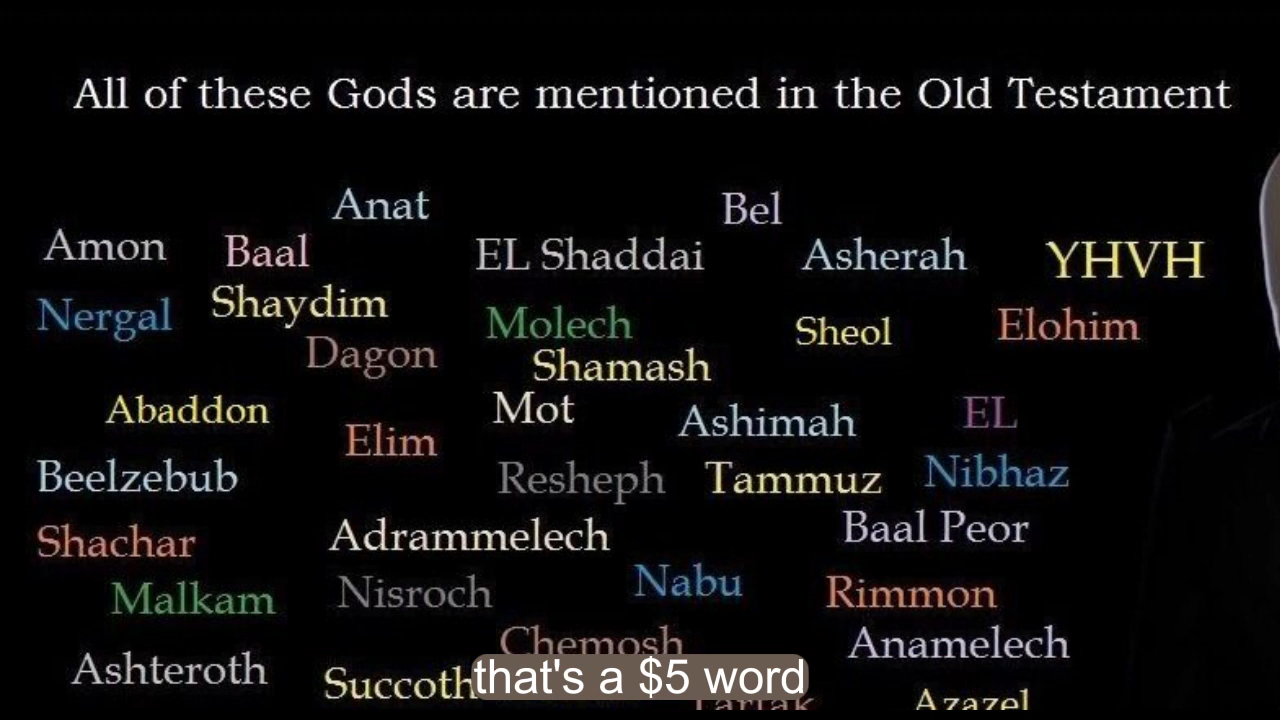 All of these Gods are mentioned in the Old Testament
Anat Bel
Amon Baal EL Shaddai Asherah YHVH
Nergal Shaydim Molech Sheol Elohim
Dagon Shamash
Abaddon Elim Mot Ashimah EL
Beelzebub Resheph Tammuz Nibhaz
Shachar Adrammelech Baal Peor
Malkam Nisroch Nabu Rimmon
Ashteroth Chemosh Anamelech
Succoth
that's a $5 word
Tartak Azazel